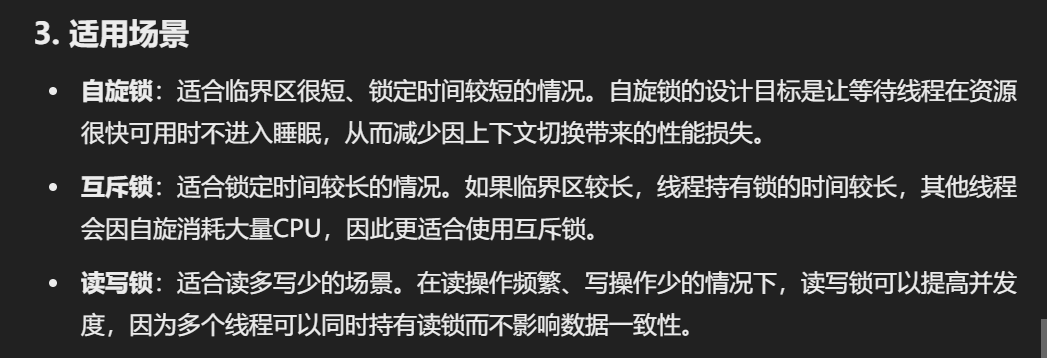 3. 适用场景
• 自旋锁：适合临界区很短、锁定时间较短的情况。自旋锁的设计目标是让等待线程在资源
很快可用时不进入睡眠，从而减少因上下文切换带来的性能损失。
• 互斥锁：适合锁定时间较长的情况。如果临界区较长，线程持有锁的时间较长，其他线程
会因自旋消耗大量CPU，因此更适合使用互斥锁。
• 读写锁：适合读多写少的场景。在读操作频繁、写操作少的情况下，读写锁可以提高并发
度，因为多个线程可以同时持有读锁而不影响数据一致性。